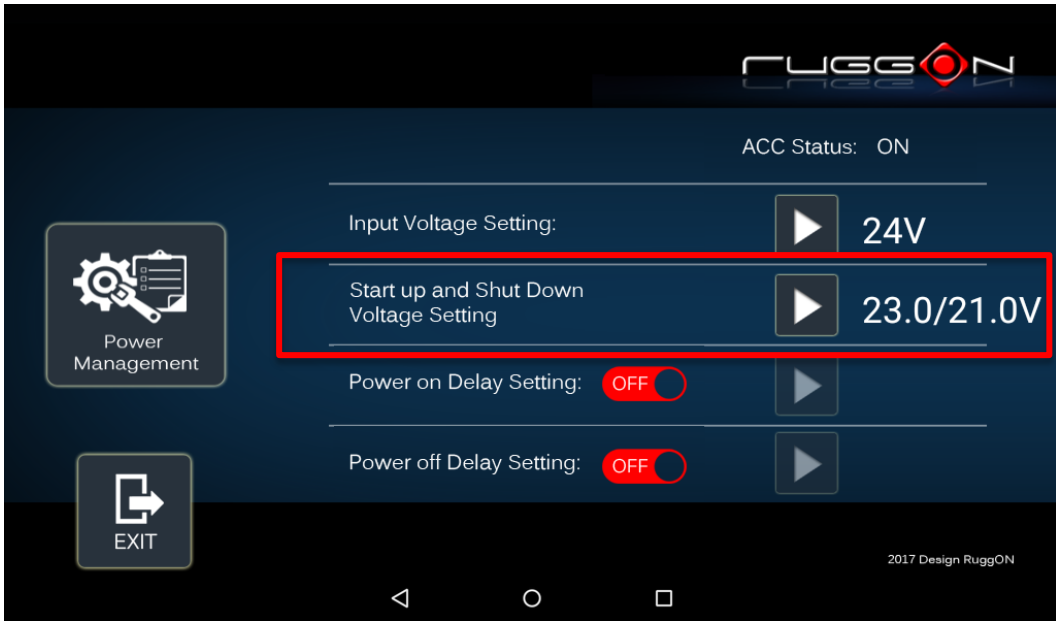 ruggON
ACC Status: ON
Input Voltage Setting:
24V
Start up and Shut Down
Voltage Setting
23.0/21.0V
Power
Management
Power on Delay Setting:
OFF
Power off Delay Setting:
OFF
EXIT
2017 Design RuggON